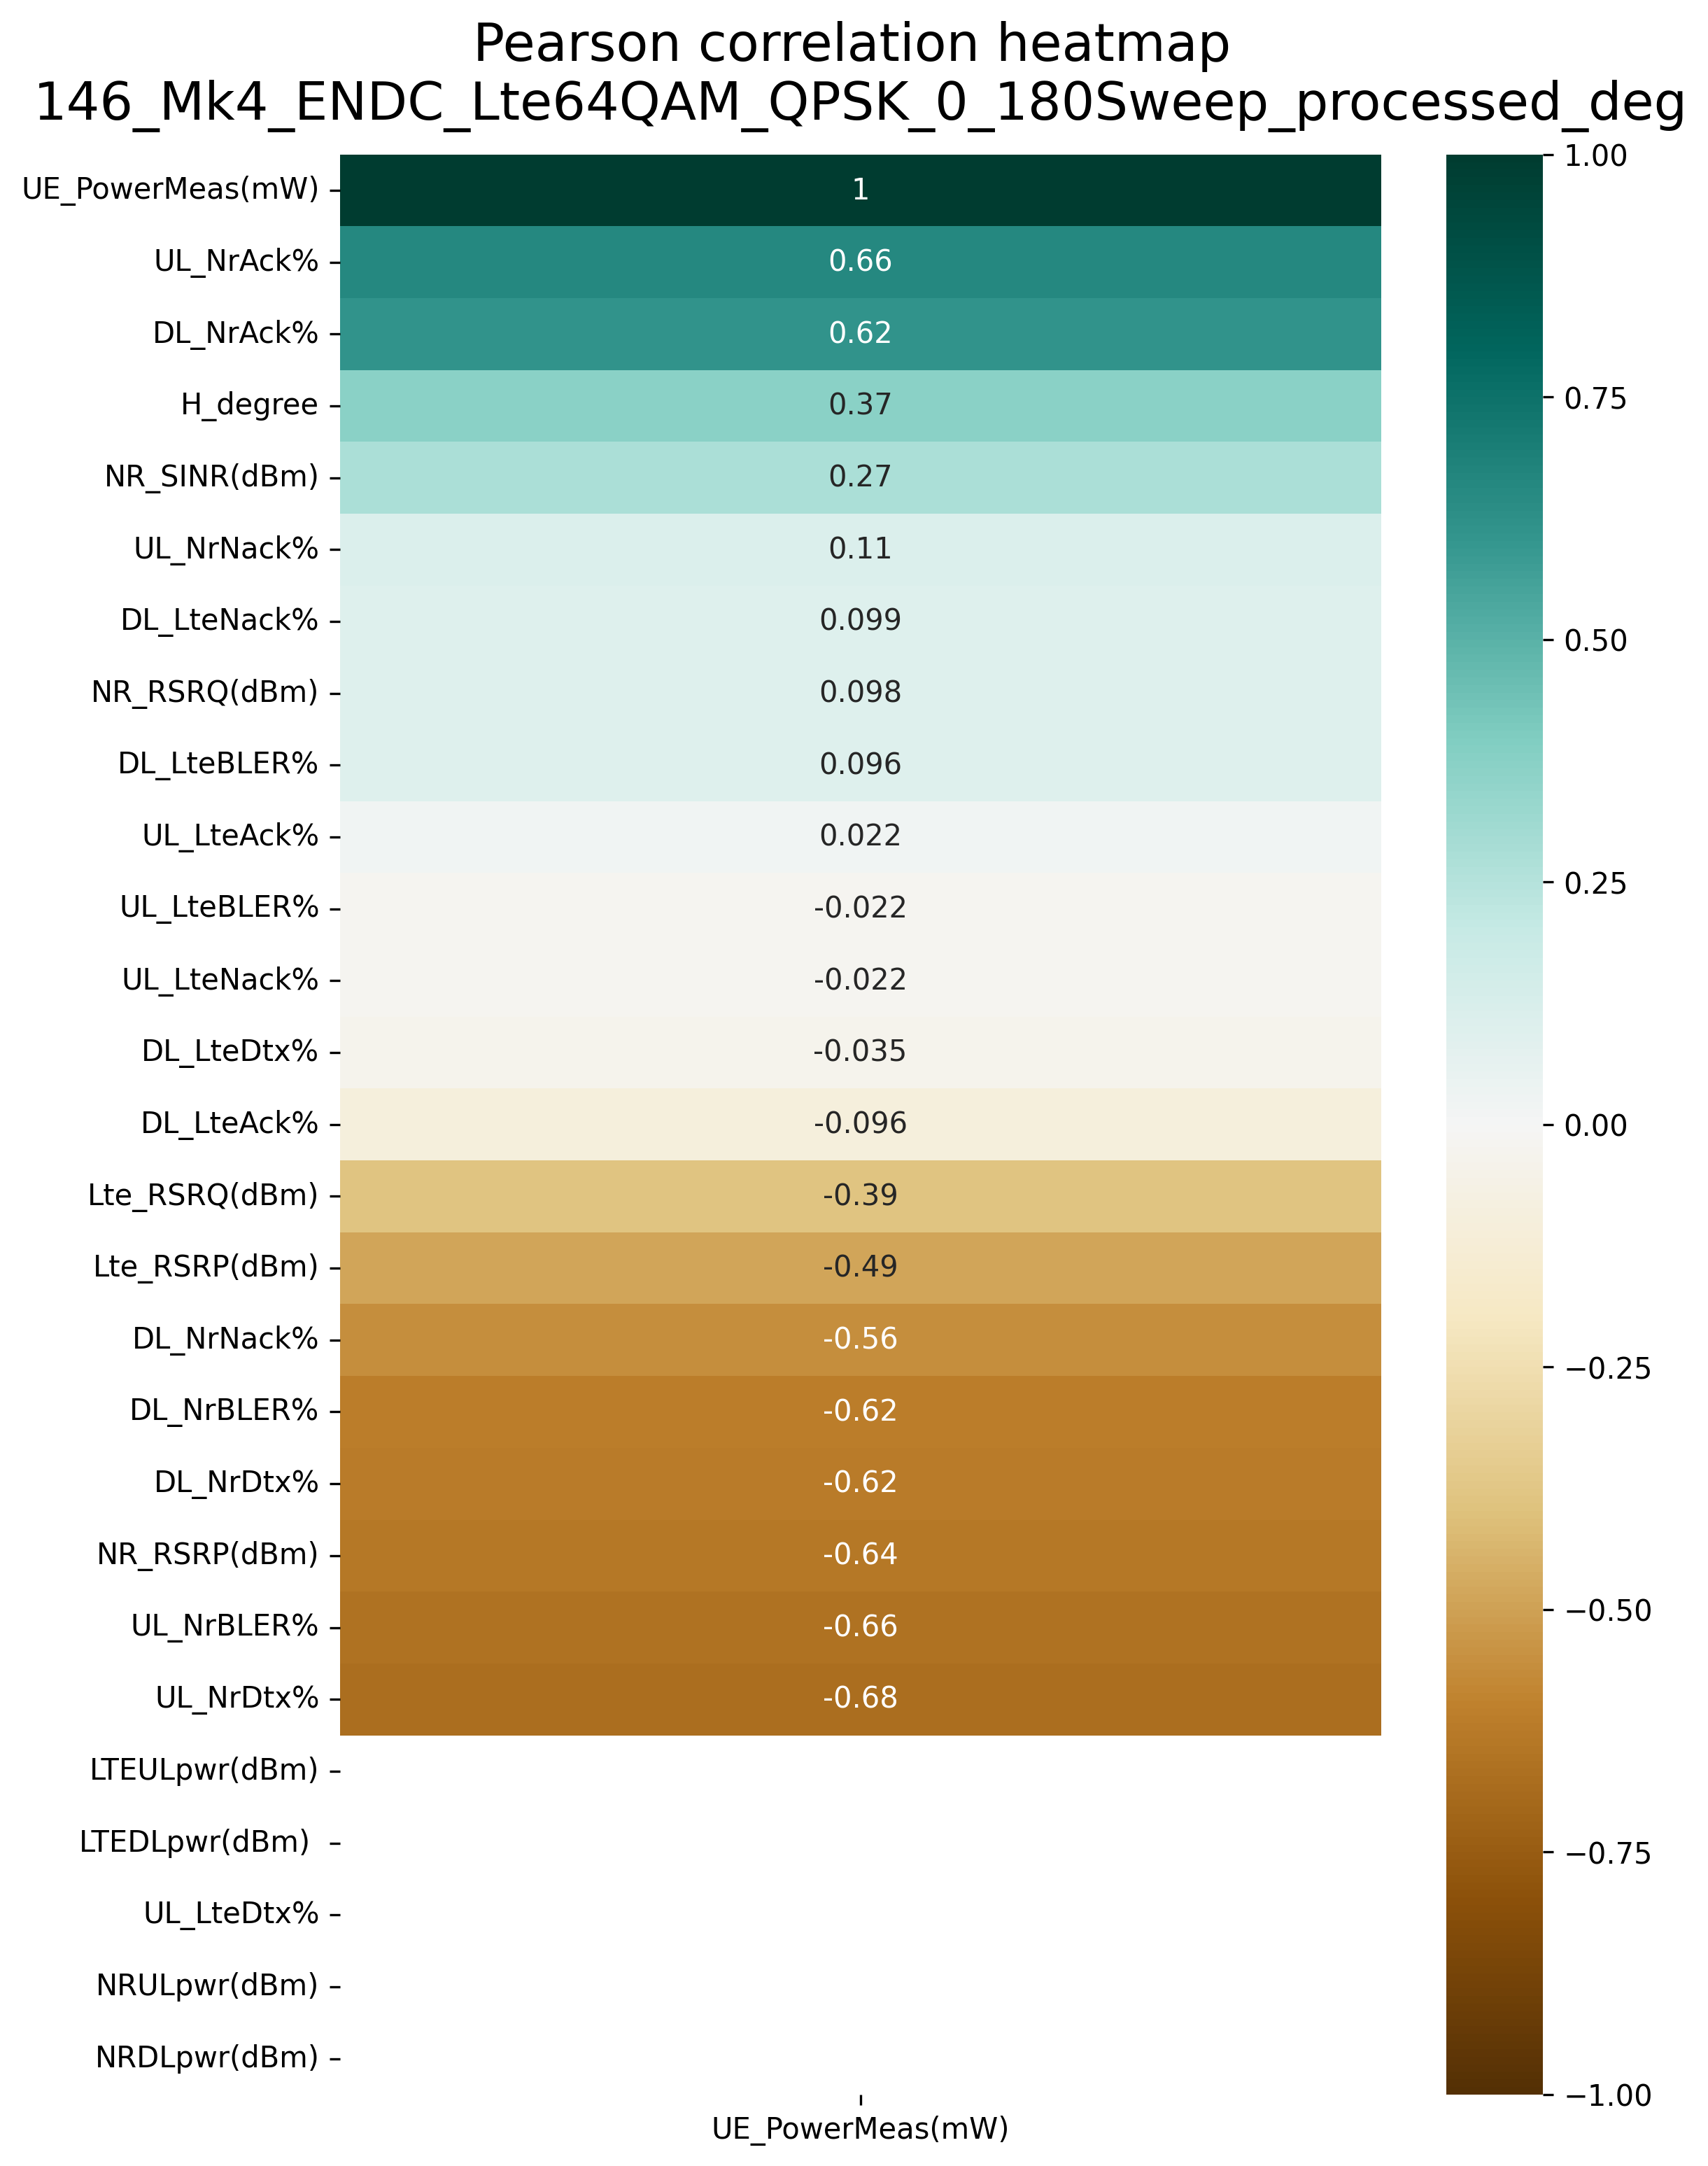 Pearson correlation heatmap
146_Mk4_ENDC_Lte64QAM_QPSK_0_180Sweep_processed_deg
UE_PowerMeas(mW) 1
UL_NrAck% 0.66
DL_NrAck% 0.62
H_degree 0.37
NR_SINR(dBm) 0.27
UL_NrNack% 0.11
DL_LteNack% 0.099
NR_RSRQ(dBm) 0.098
DL_LteBLER% 0.096
UL_LteAck% 0.022
UL_LteBLER% -0.022
UL_LteNack% -0.022
DL_LteDtx% -0.035
DL_LteAck% -0.096
Lte_RSRQ(dBm) -0.39
Lte_RSRP(dBm) -0.49
DL_NrNack% -0.56
DL_NrBLER% -0.62
DL_NrDtx% -0.62
NR_RSRP(dBm) -0.64
UL_NrBLER% -0.66
UL_NrDtx% -0.68
LTEULpwr(dBm)
LTEDLpwr(dBm)
UL_LteDtx%
NRULpwr(dBm)
NRDLpwr(dBm)
UE_PowerMeas(mW)
1.00
0.75
0.50
0.25
0.00
−0.25
−0.50
−0.75
−1.00